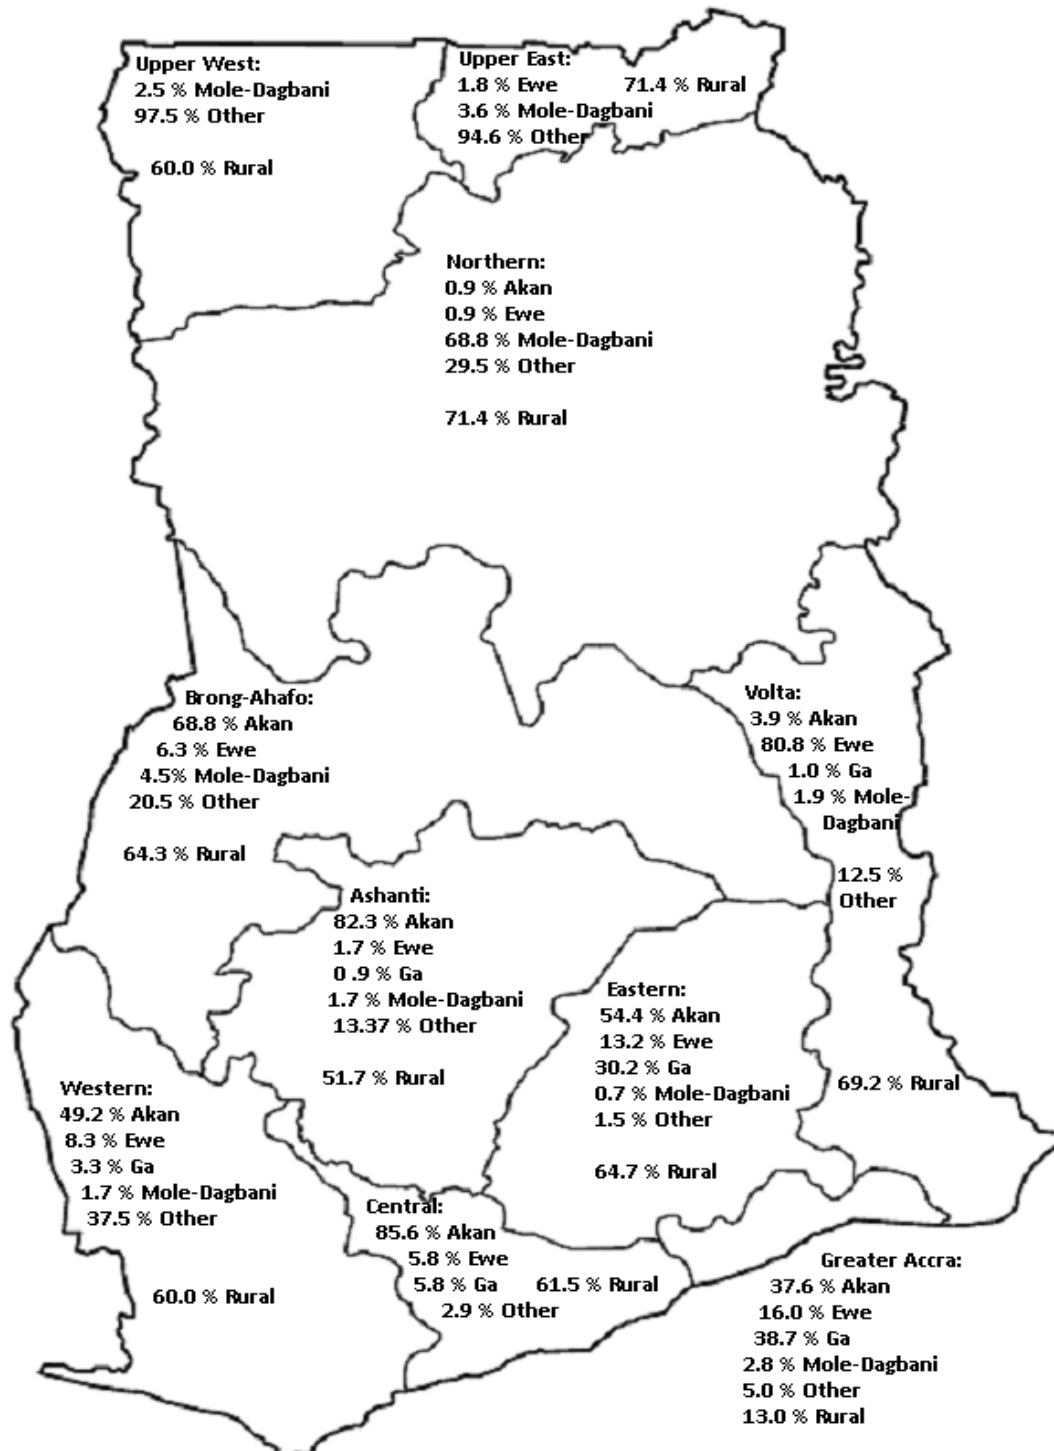 Upper West:
2.5 % Mole-Dagbani
97.5 % Other
60.0 % Rural
Upper East:
1.8 % Ewe
71.4 % Rural
3.6 % Mole-Dagbani
94.6 % Other
Northern:
0.9 % Akan
0.9 % Ewe
68.8 % Mole-Dagbani
29.5 % Other
71.4 % Rural
Brong-Ahafo:
68.8 % Akan
6.3 % Ewe
4.5% Mole-Dagbani
20.5 % Other
64.3 % Rural
Volta:
3.9 % Akan
80.8 % Ewe
1.0 % Ga
1.9 % Mole-
Dagbani
12.5 %
Other
69.2 % Rural
Ashanti:
82.3 % Akan
1.7 % Ewe
0 .9 % Ga
1.7 % Mole-Dagbani
13.37 % Other
51.7 % Rural
Eastern:
54.4 % Akan
13.2 % Ewe
30.2 % Ga
0.7 % Mole-Dagbani
1.5 % Other
64.7 % Rural
Western:
49.2 % Akan
8.3 % Ewe
3.3 % Ga
1.7 % Mole-Dagbani
37.5 % Other
60.0 % Rural
Central:
85.6 % Akan
5.8 % Ewe
5.8 % Ga
61.5 % Rural
2.9 % Other
Greater Accra:
37.6 % Akan
16.0 % Ewe
38.7 % Ga
2.8 % Mole-Dagbani
5.0 % Other
13.0 % Rural